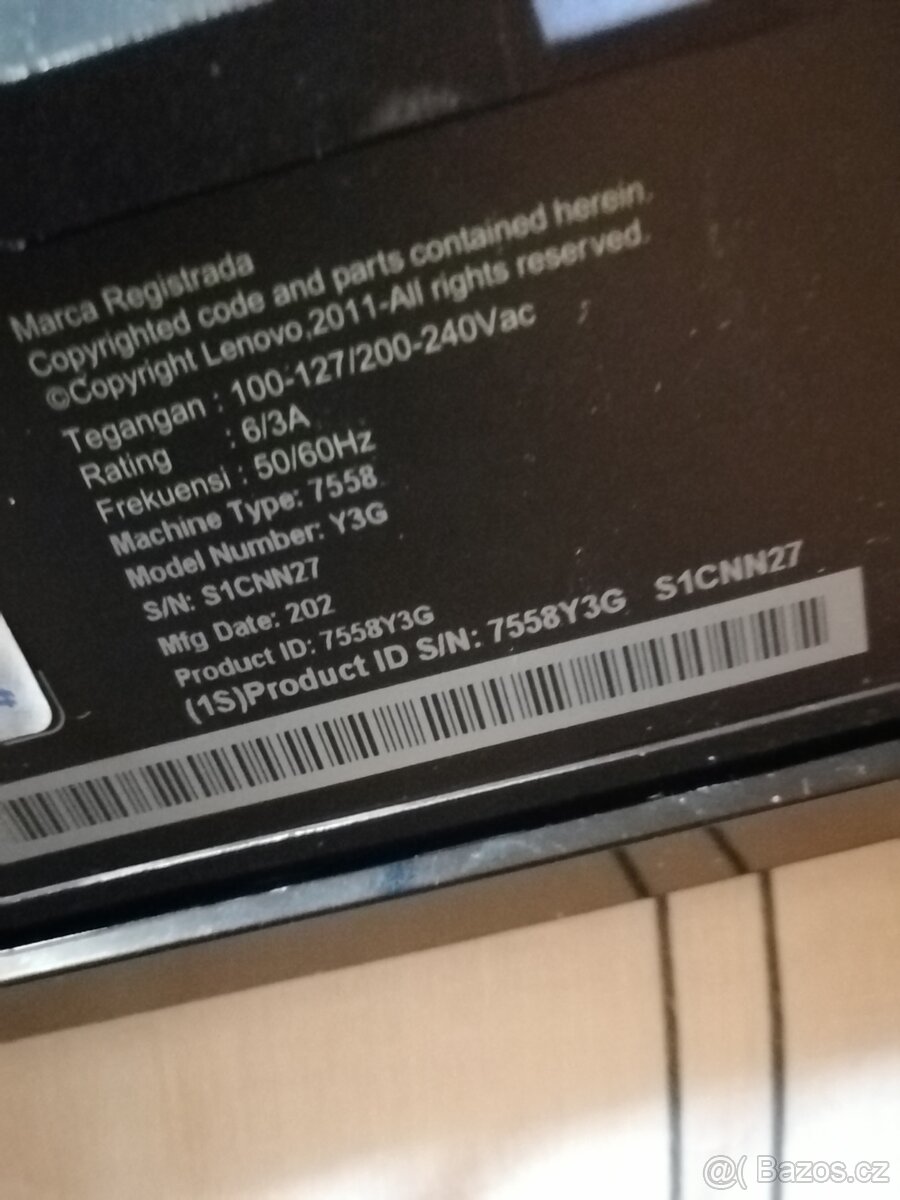 Marca Registrada
Copyrighted code and parts contained herein.
©Copyright Lenovo,2011-All rights reserved.
Tegangan : 100-127/200-240Vac
Rating : 6/3A
Frekuensi : 50/60Hz
Machine Type: 7558
Model Number: Y3G
S/N: S1CNN27
Mfg Date: 202
Product ID: 7558Y3G
(1S)Product ID S/N: 7558Y3G S1CNN27
@( Bazos.cz